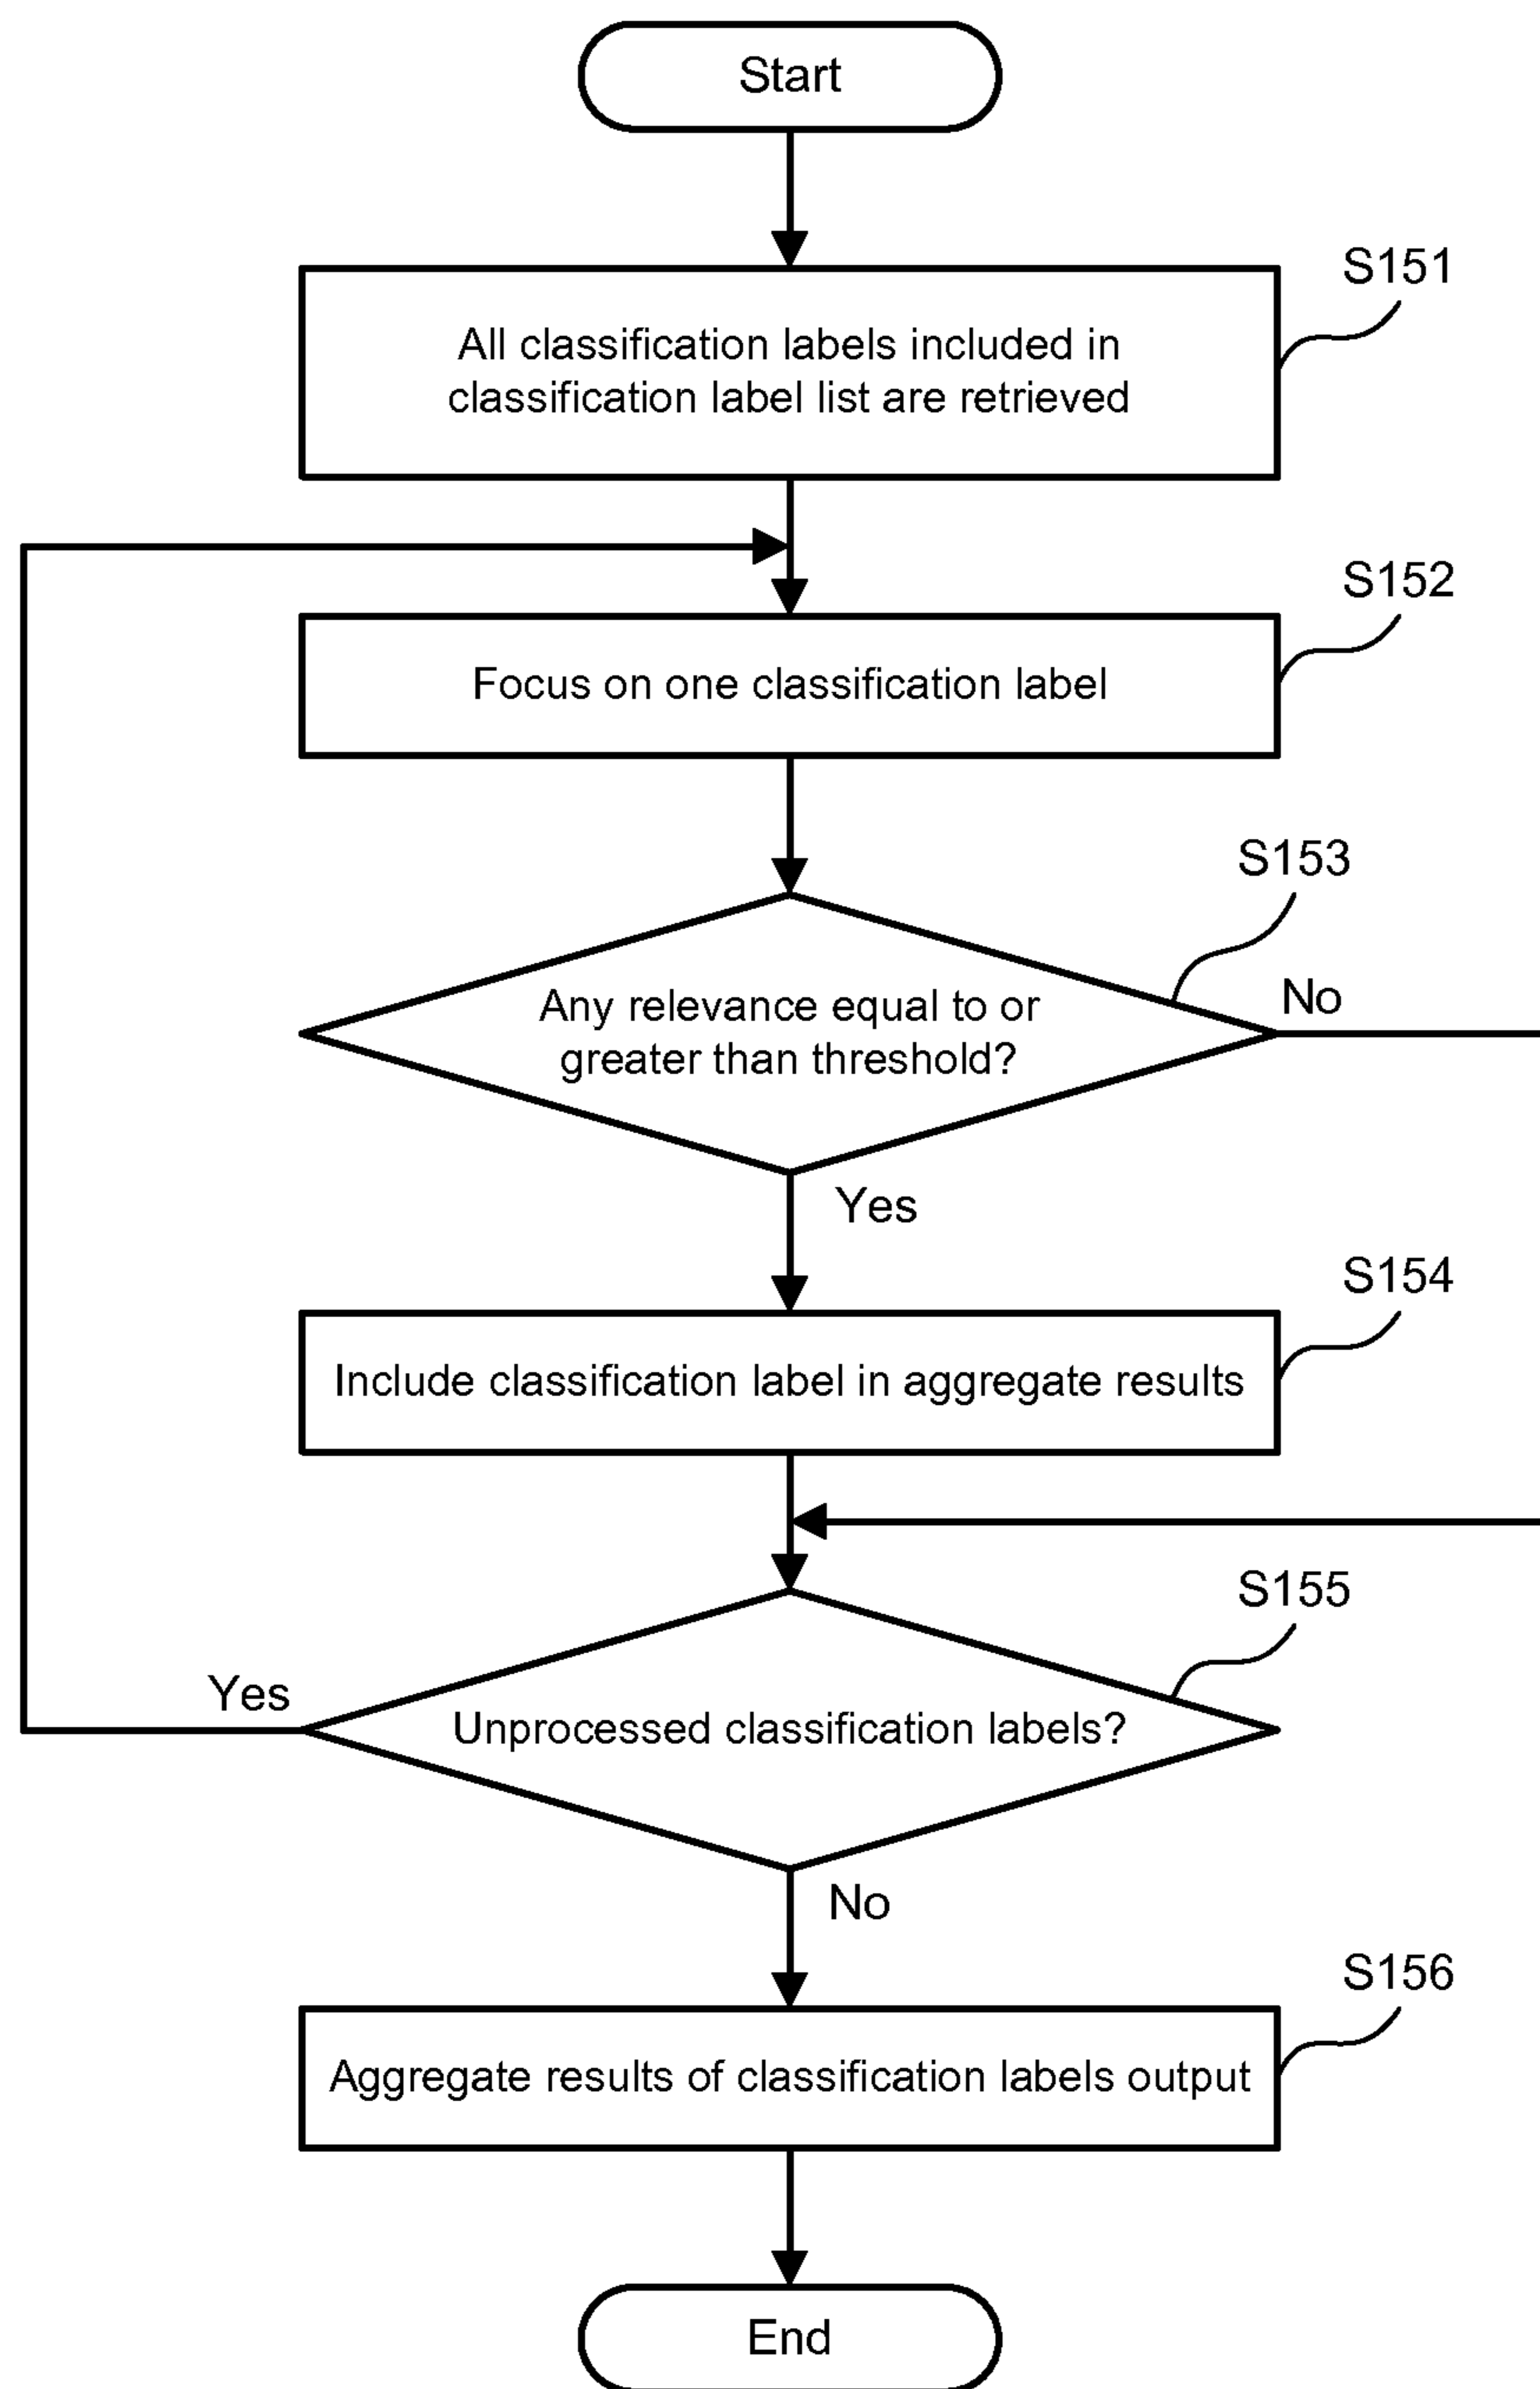 Start
S151
All classification labels included in
classification label list are retrieved
S152
Focus on one classification label
S153
Any relevance equal to or
greater than threshold?
No
Yes
S154
Include classification label in aggregate results
S155
Yes
Unprocessed classification labels?
No
S156
Aggregate results of classification labels output
End